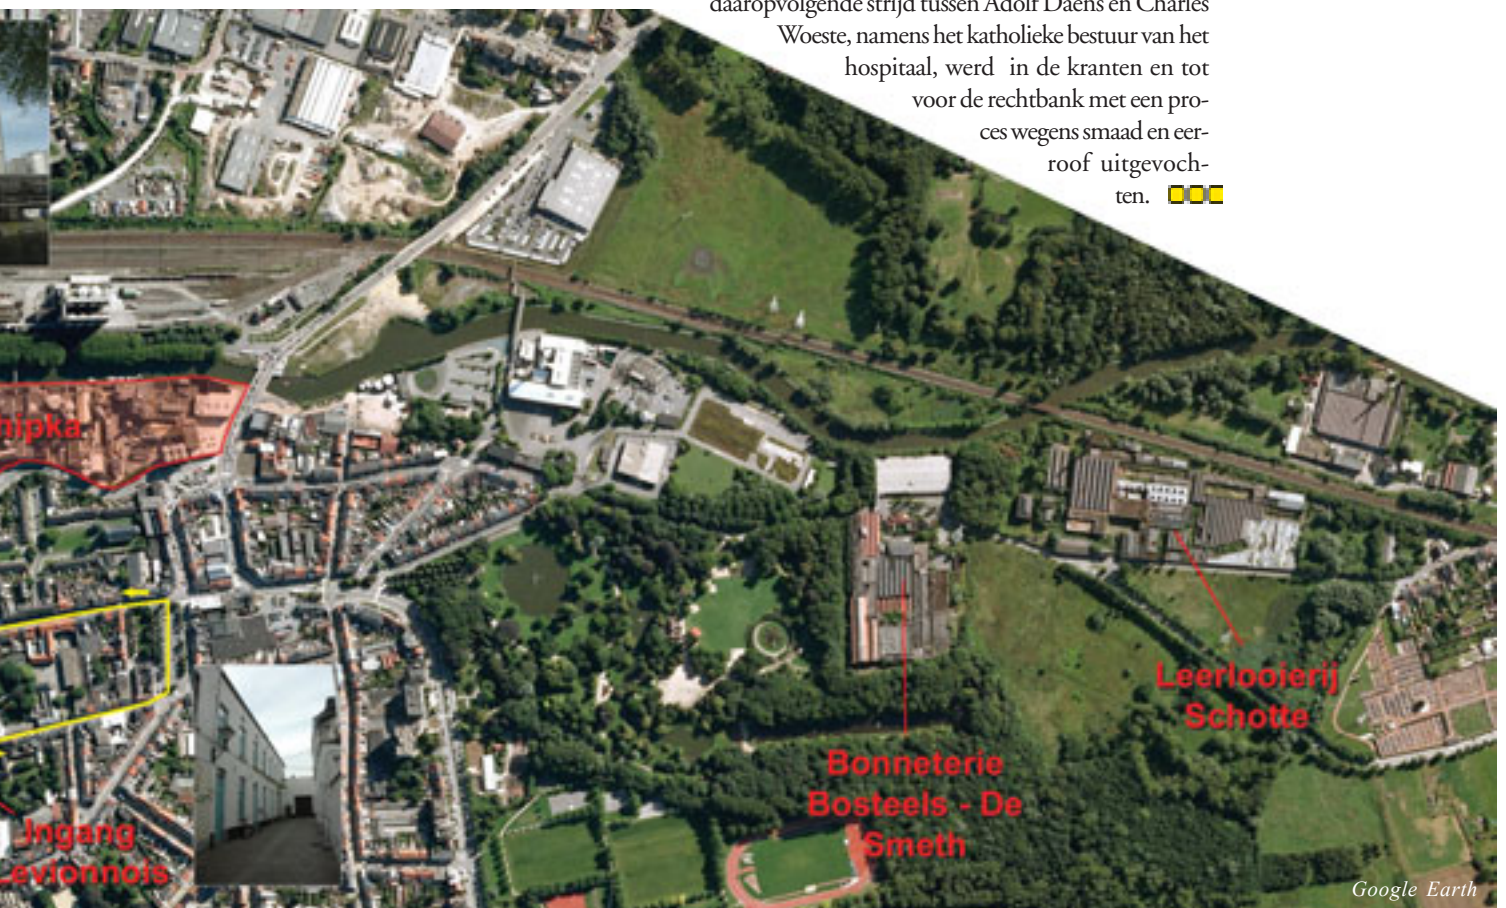 daaropvolgende strijd tussen Adolf Daens en Charles
Woeste, namens het katholieke bestuur van het
hospitaal, werd in de kranten en tot
voor de rechtbank met een pro-
ces wegens smaad en eer-
roof uitgevoch-
ten.
hipka
Leerlooierij
Schotte
Bonneterie
Bosteels - De
Smeth
Ingang
Levionnois
Google Earth